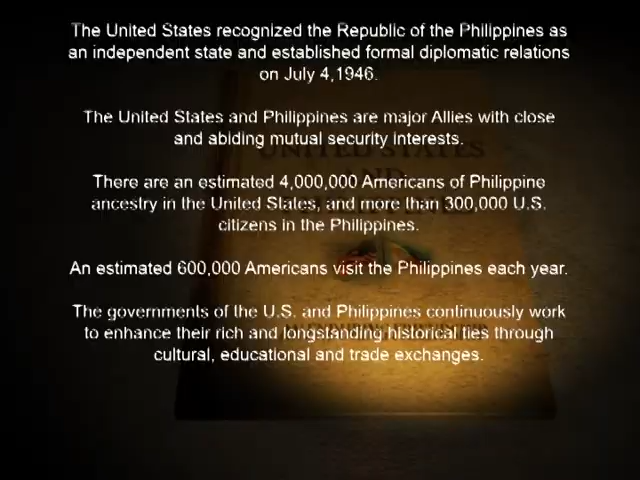 The United States recognized the Republic of the Philippines as
an independent state and established formal diplomatic relations
on July 4,1946.
The United States and Philippines are major Allies with close
and abiding mutual security interests.
There are an estimated 4,000,000 Americans of Philippine
ancestry in the United States, and more than 300,000 U.S.
citizens in the Philippines.
An estimated 600,000 Americans visit the Philippines each year.
The governments of the U.S. and Philippines continuously work
to enhance their rich and longstanding historical ties through
cultural, educational and trade exchanges.
UNITED STATES
AND
PHILIPPINES